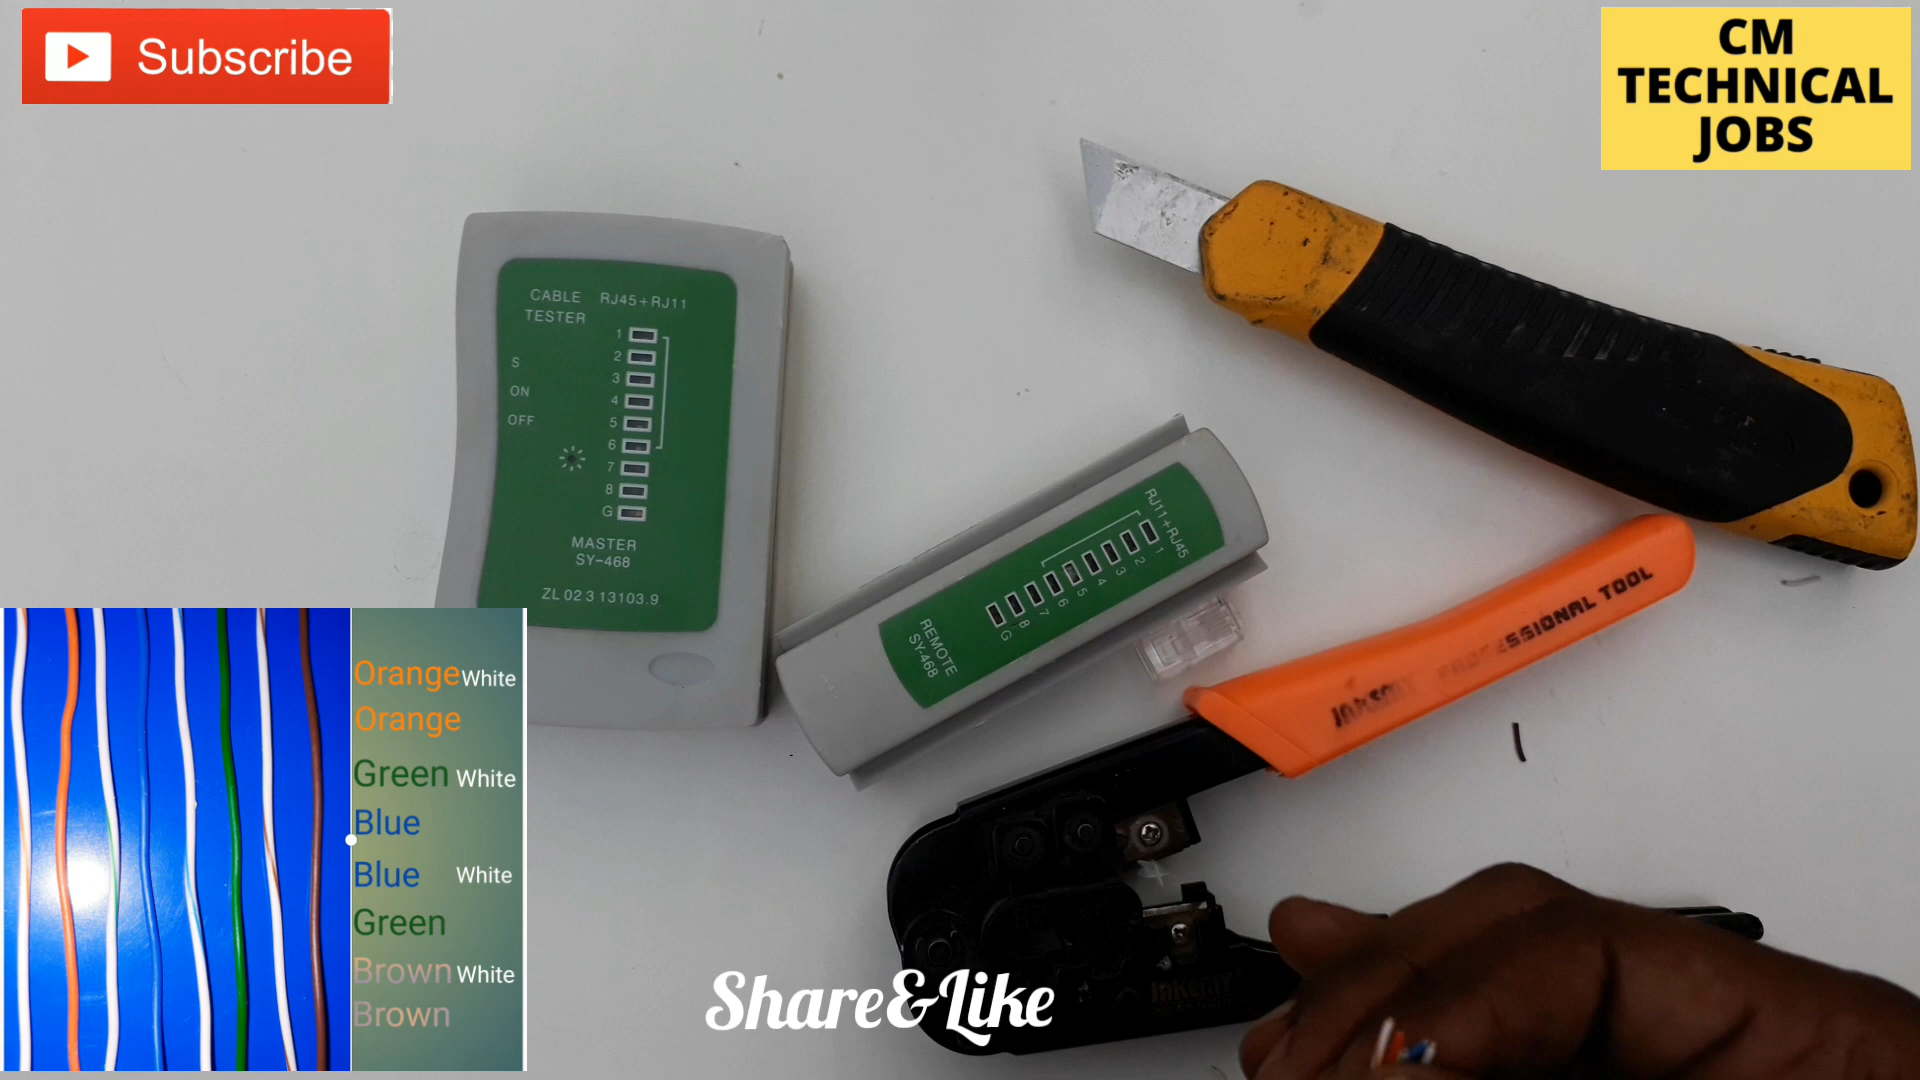 Subscribe
CM
TECHNICAL
JOBS
CABLE RJ45+RJ11
TESTER
1
2
S
3
ON
4
OFF
5
6
7
8
G
MASTER
SY-468
ZL 02 3 13103.9
RJ11+RJ45
1
2
3
4
5
6
7
8
G
REMOTE
SY-468
PROFESSIONAL TOOL
Orange White
Orange
Green White
Blue
Blue White
Green
Brown White
Brown
Share&Like